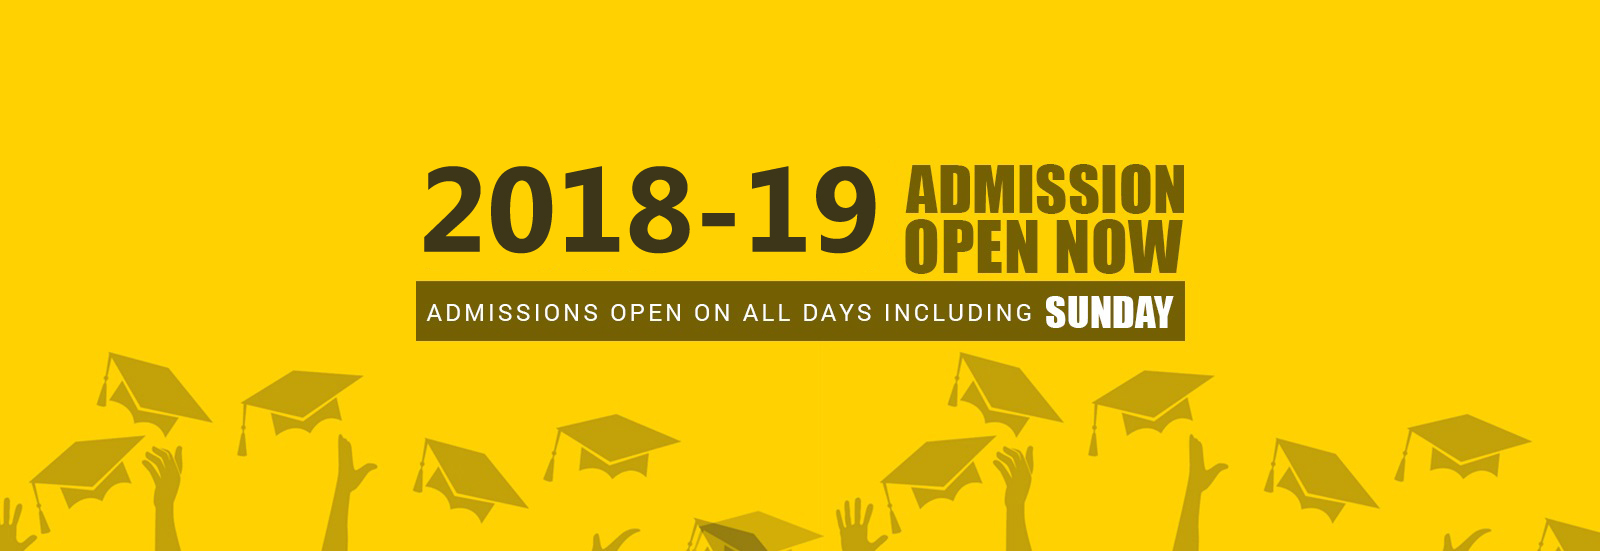 2018-19
ADMISSION
OPEN NOW
ADMISSIONS OPEN ON ALL DAYS INCLUDING SUNDAY